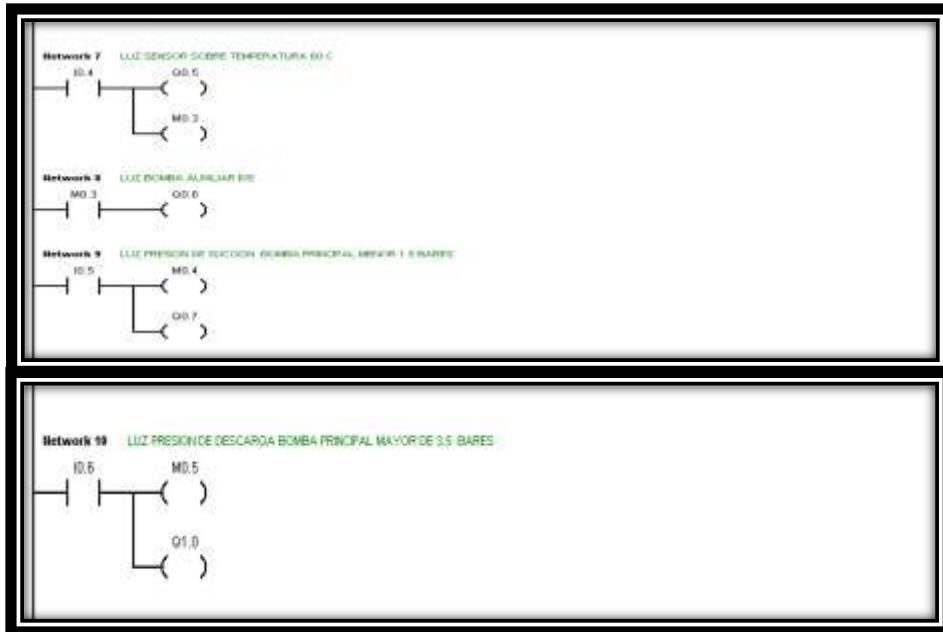 Network 7 LUZ SENSOR SOBRE TEMPERATURA 60 C
I0.4 Q0.5
M0.3
Network 8 LUZ BOMBA AUXILIAR
M0.3 Q0.6
Network 9 LUZ PRESION DE SUCCION BOMBA PRINCIPAL MENOR 1.5 BARES
I0.5 M0.4
Q0.7
Network 10 LUZ PRESION DE DESCARGA BOMBA PRINCIPAL MAYOR DE 3.5 BARES
I0.6 M0.5
Q1.0